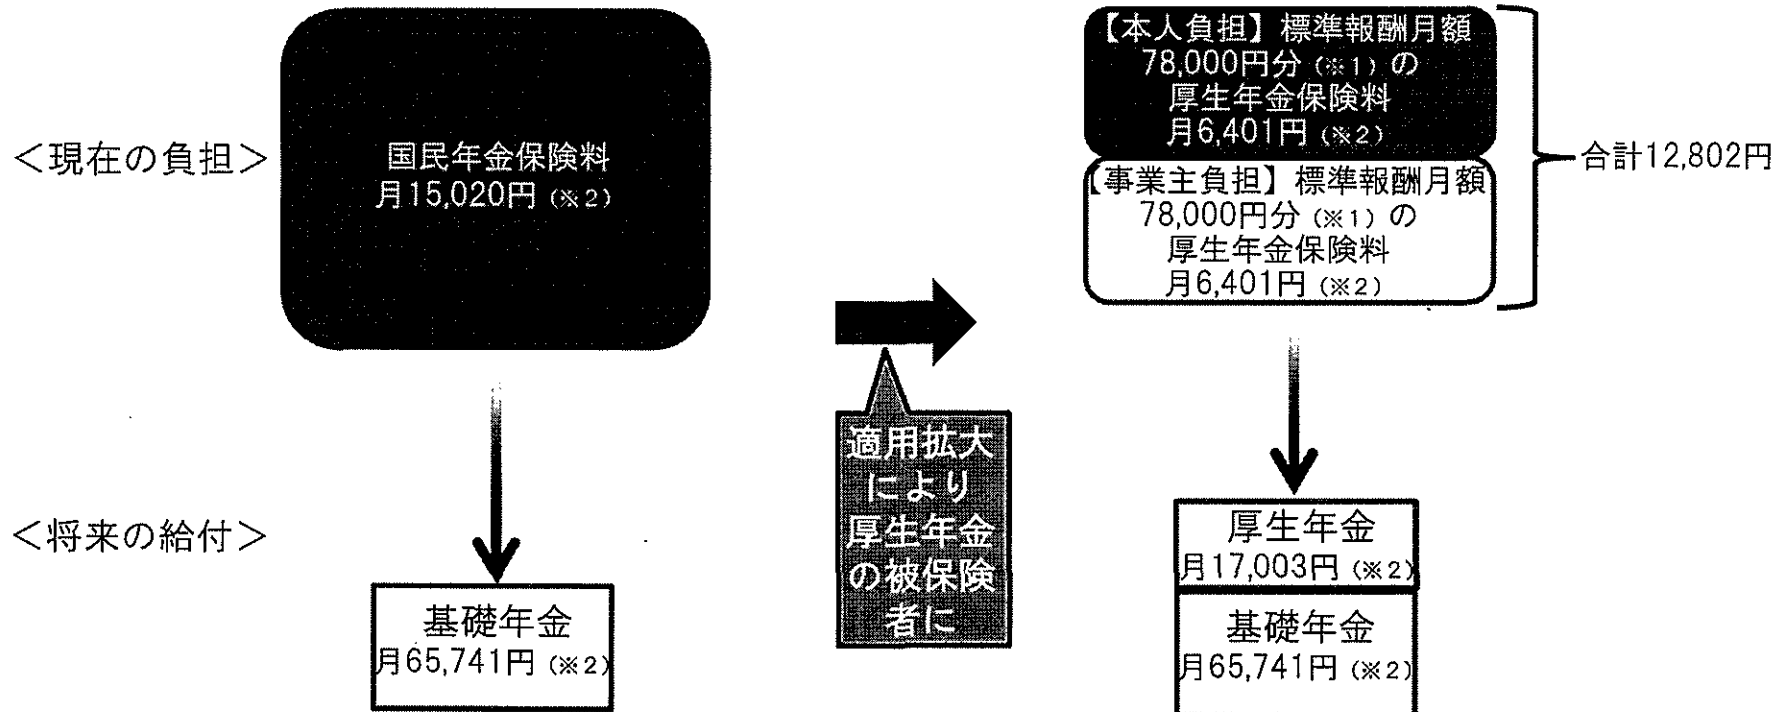 ＜現在の負担＞
国民年金保険料
月15,020円（※2）
【本人負担】標準報酬月額
78,000円分（※1）の
厚生年金保険料
月6,401円（※2）
【事業主負担】標準報酬月額
78,000円分（※1）の
厚生年金保険料
月6,401円（※2）
合計12,802円
適用拡大
により
厚生年金
の被保険
者に
＜将来の給付＞
基礎年金
月65,741円（※2）
厚生年金
月17,003円（※2）
基礎年金
月65,741円（※2）